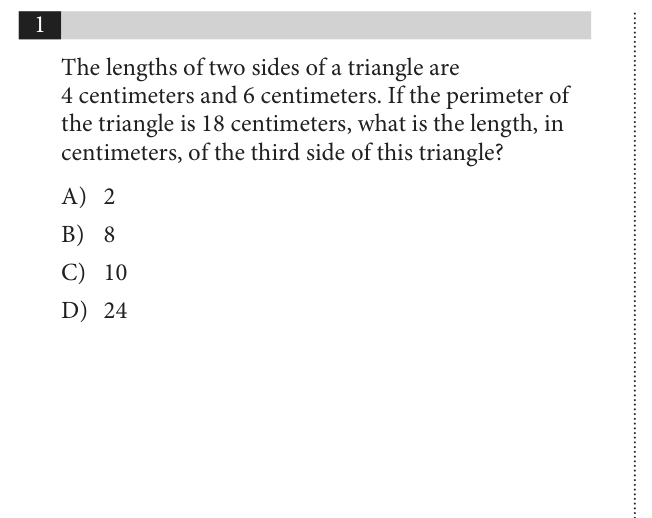 1
The lengths of two sides of a triangle are
4 centimeters and 6 centimeters. If the perimeter of
the triangle is 18 centimeters, what is the length, in
centimeters, of the third side of this triangle?
A) 2
B) 8
C) 10
D) 24